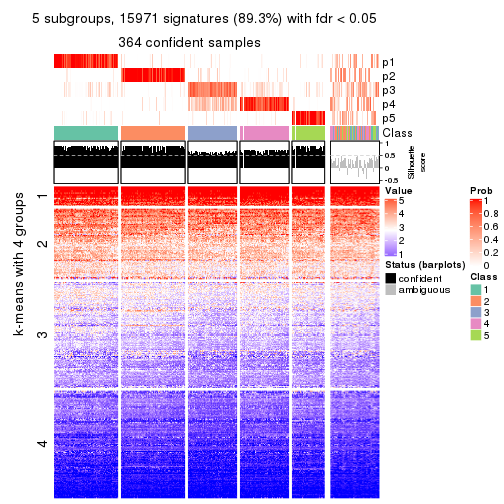 5 subgroups, 15971 signatures (89.3%) with fdr < 0.05
364 confident samples
p1
p2
p3
p4
p5
Class
1
0.5
0
-0.5
Silhouette
score
k-means with 4 groups
1
2
3
4
Value
5
4
3
2
1
Status (barplots)
confident
ambiguous
Prob
1
0.8
0.6
0.4
0.2
0
Class
1
2
3
4
5